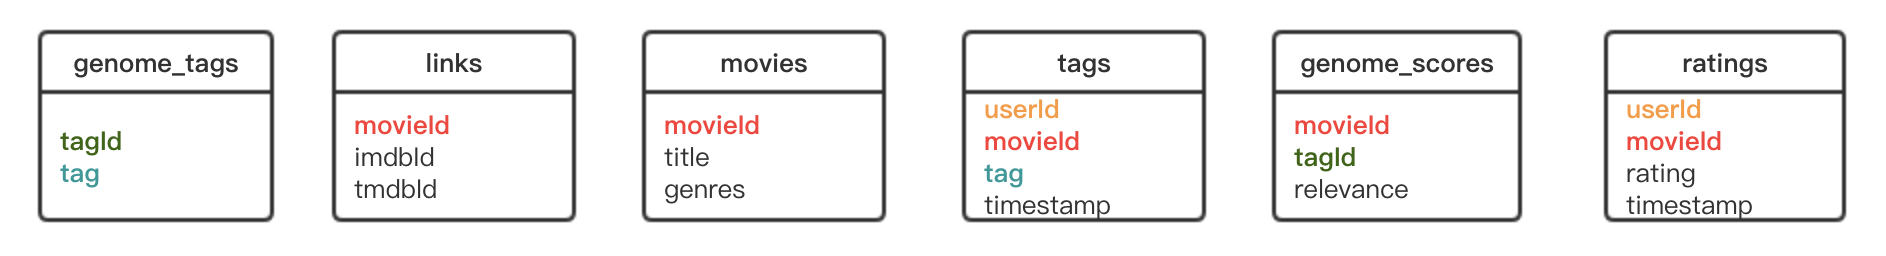 genome_tags
tagId
tag
links
movieId
imdbId
tmdbId
movies
movieId
title
genres
tags
userId
movieId
tag
timestamp
genome_scores
movieId
tagId
relevance
ratings
userId
movieId
rating
timestamp